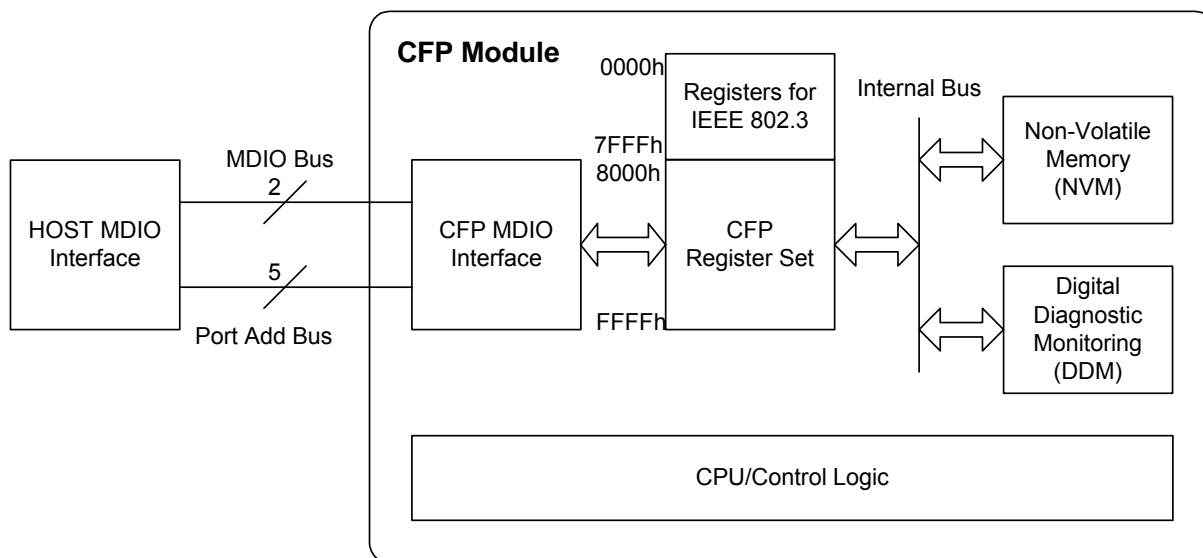 CFP Module
0000h
Registers for
IEEE 802.3
7FFFh
8000h
Internal Bus
Non-Volatile
Memory
(NVM)
MDIO Bus
2
HOST MDIO
Interface
CFP MDIO
Interface
CFP
Register Set
5
Port Add Bus
FFFFh
Digital
Diagnostic
Monitoring
(DDM)
CPU/Control Logic